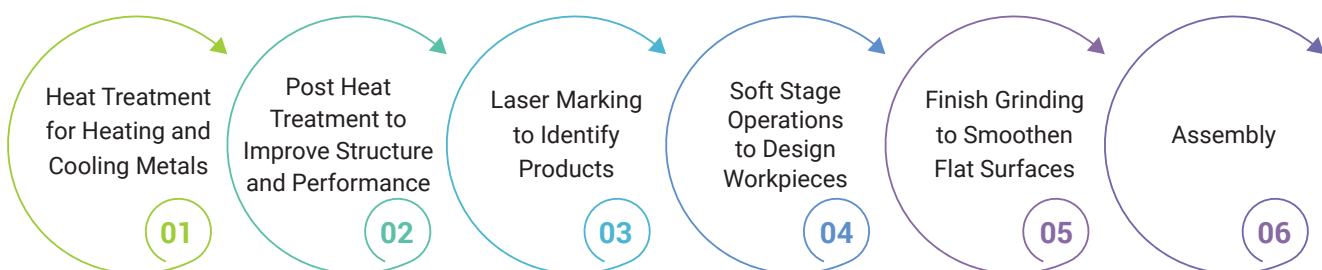 Heat Treatment
for Heating and
Cooling Metals
01
Post Heat
Treatment to
Improve Structure
and Performance
02
Laser Marking
to Identify
Products
03
Soft Stage
Operations
to Design
Workpieces
04
Finish Grinding
to Smoothen
Flat Surfaces
05
Assembly
06